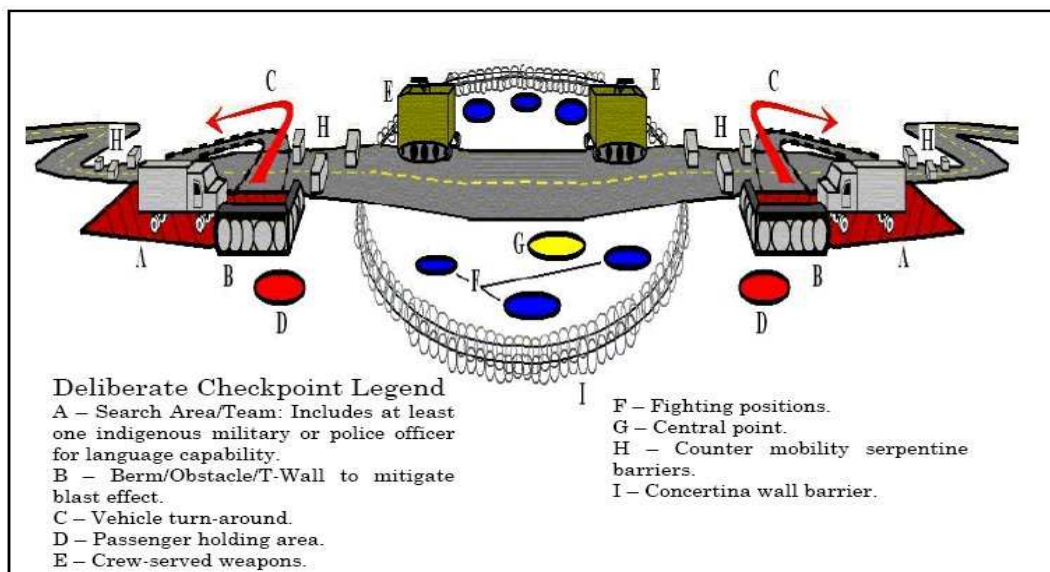 C
E
E
C
H
H
H
H
A
B
G
F
B
A
D
D
I
Deliberate Checkpoint Legend
A – Search Area/Team: Includes at least
one indigenous military or police officer
for language capability.
B – Berm/Obstacle/T-Wall to mitigate
blast effect.
C – Vehicle turn-around.
D – Passenger holding area.
E – Crew-served weapons.
F – Fighting positions.
G – Central point.
H – Counter mobility serpentine
barriers.
I – Concertina wall barrier.